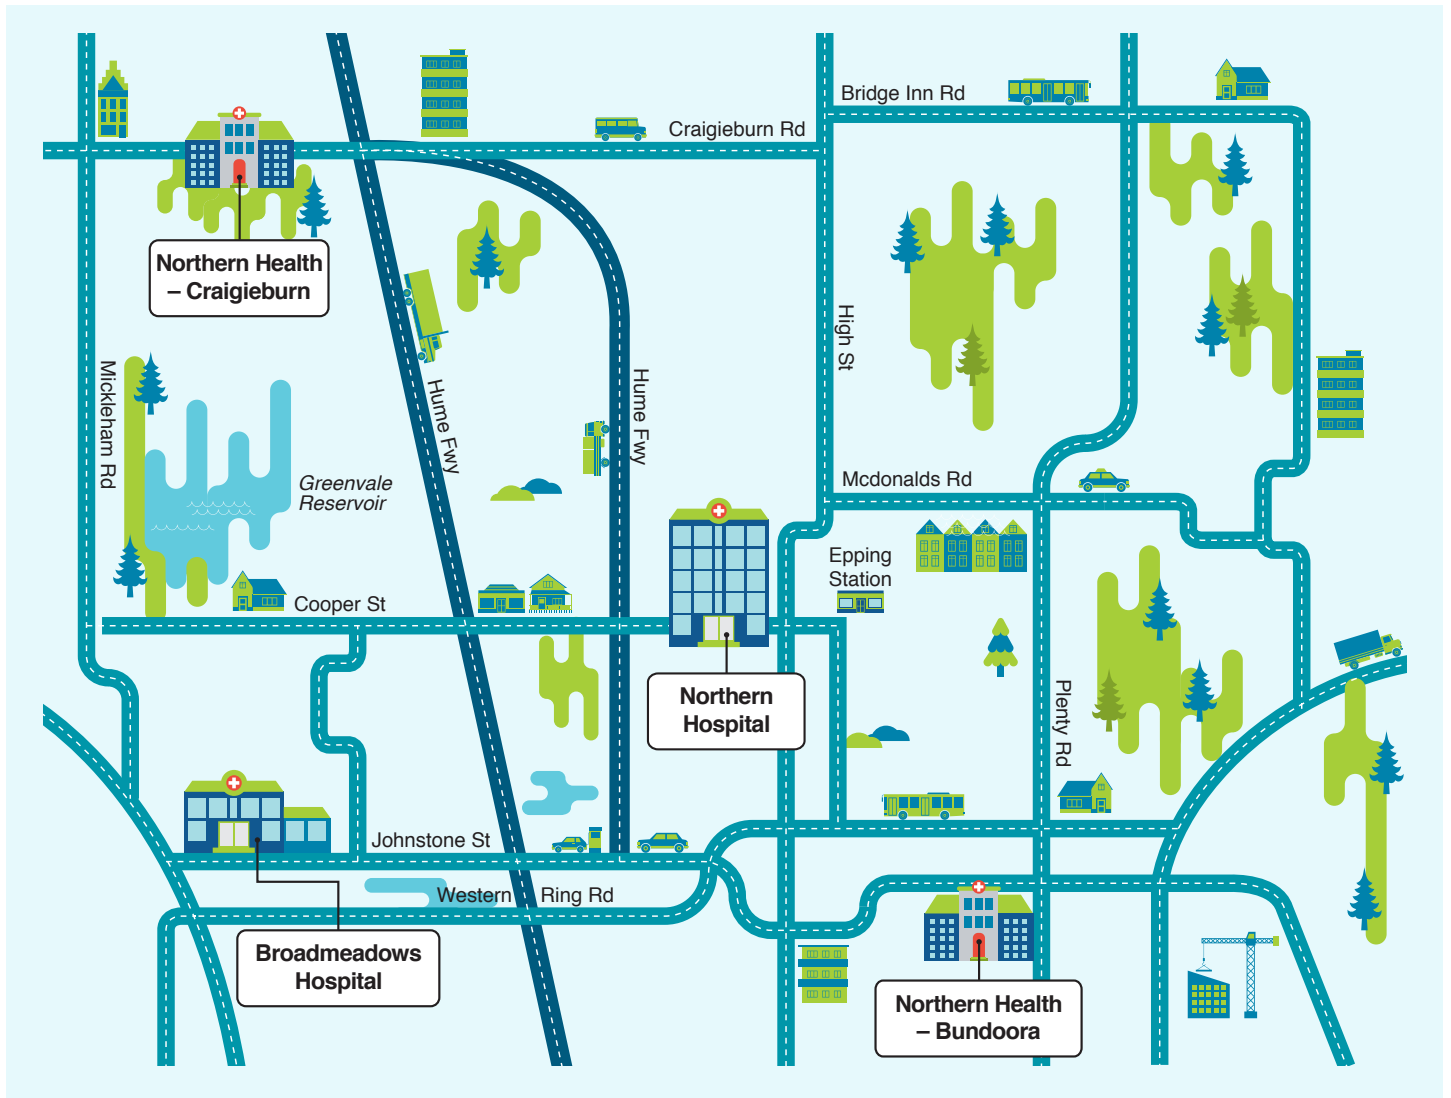 Bridge Inn Rd
Craigieburn Rd
Northern Health
– Craigieburn
High St
Mickleham Rd
Hume Fwy
Hume Fwy
Greenvale
Reservoir
Mcdonalds Rd
Epping
Station
Cooper St
Northern
Hospital
Plenty Rd
Johnstone St
Western Ring Rd
Broadmeadows
Hospital
Northern Health
– Bundoora